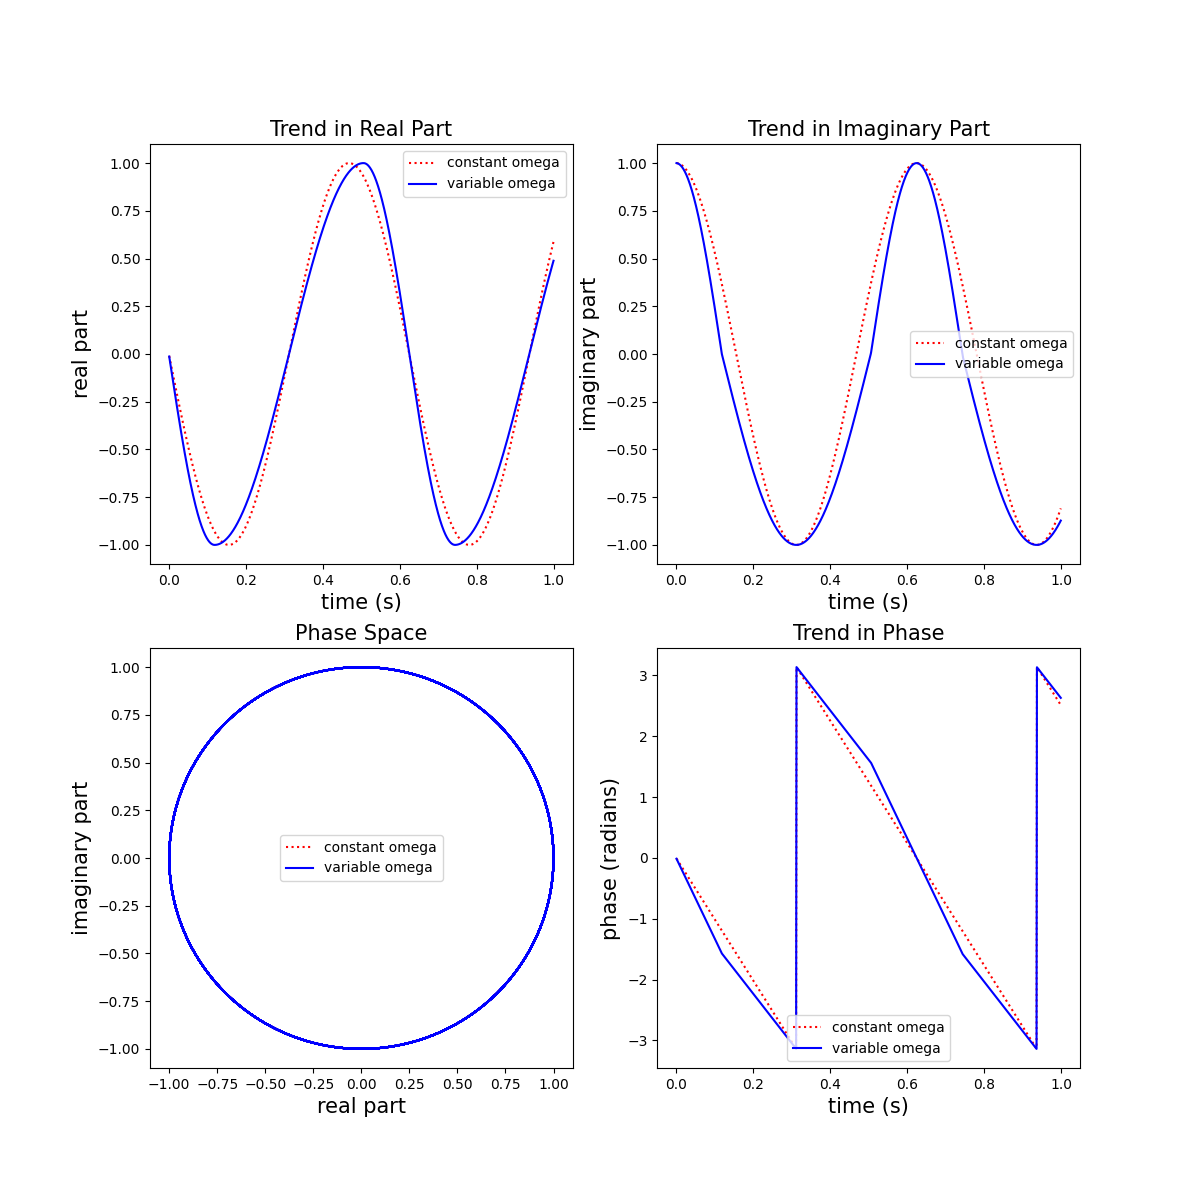 Trend in Real Part
1.00
0.75
0.50
0.25
0.00
−0.25
−0.50
−0.75
−1.00
real part
constant omega
variable omega
0.0 0.2 0.4 0.6 0.8 1.0
time (s)
Trend in Imaginary Part
1.00
0.75
0.50
0.25
0.00
−0.25
−0.50
−0.75
−1.00
imaginary part
constant omega
variable omega
0.0 0.2 0.4 0.6 0.8 1.0
time (s)
Phase Space
1.00
0.75
0.50
0.25
0.00
−0.25
−0.50
−0.75
−1.00
imaginary part
constant omega
variable omega
−1.00 −0.75 −0.50 −0.25 0.00 0.25 0.50 0.75 1.00
real part
Trend in Phase
3
2
1
0
−1
−2
−3
phase (radians)
constant omega
variable omega
0.0 0.2 0.4 0.6 0.8 1.0
time (s)